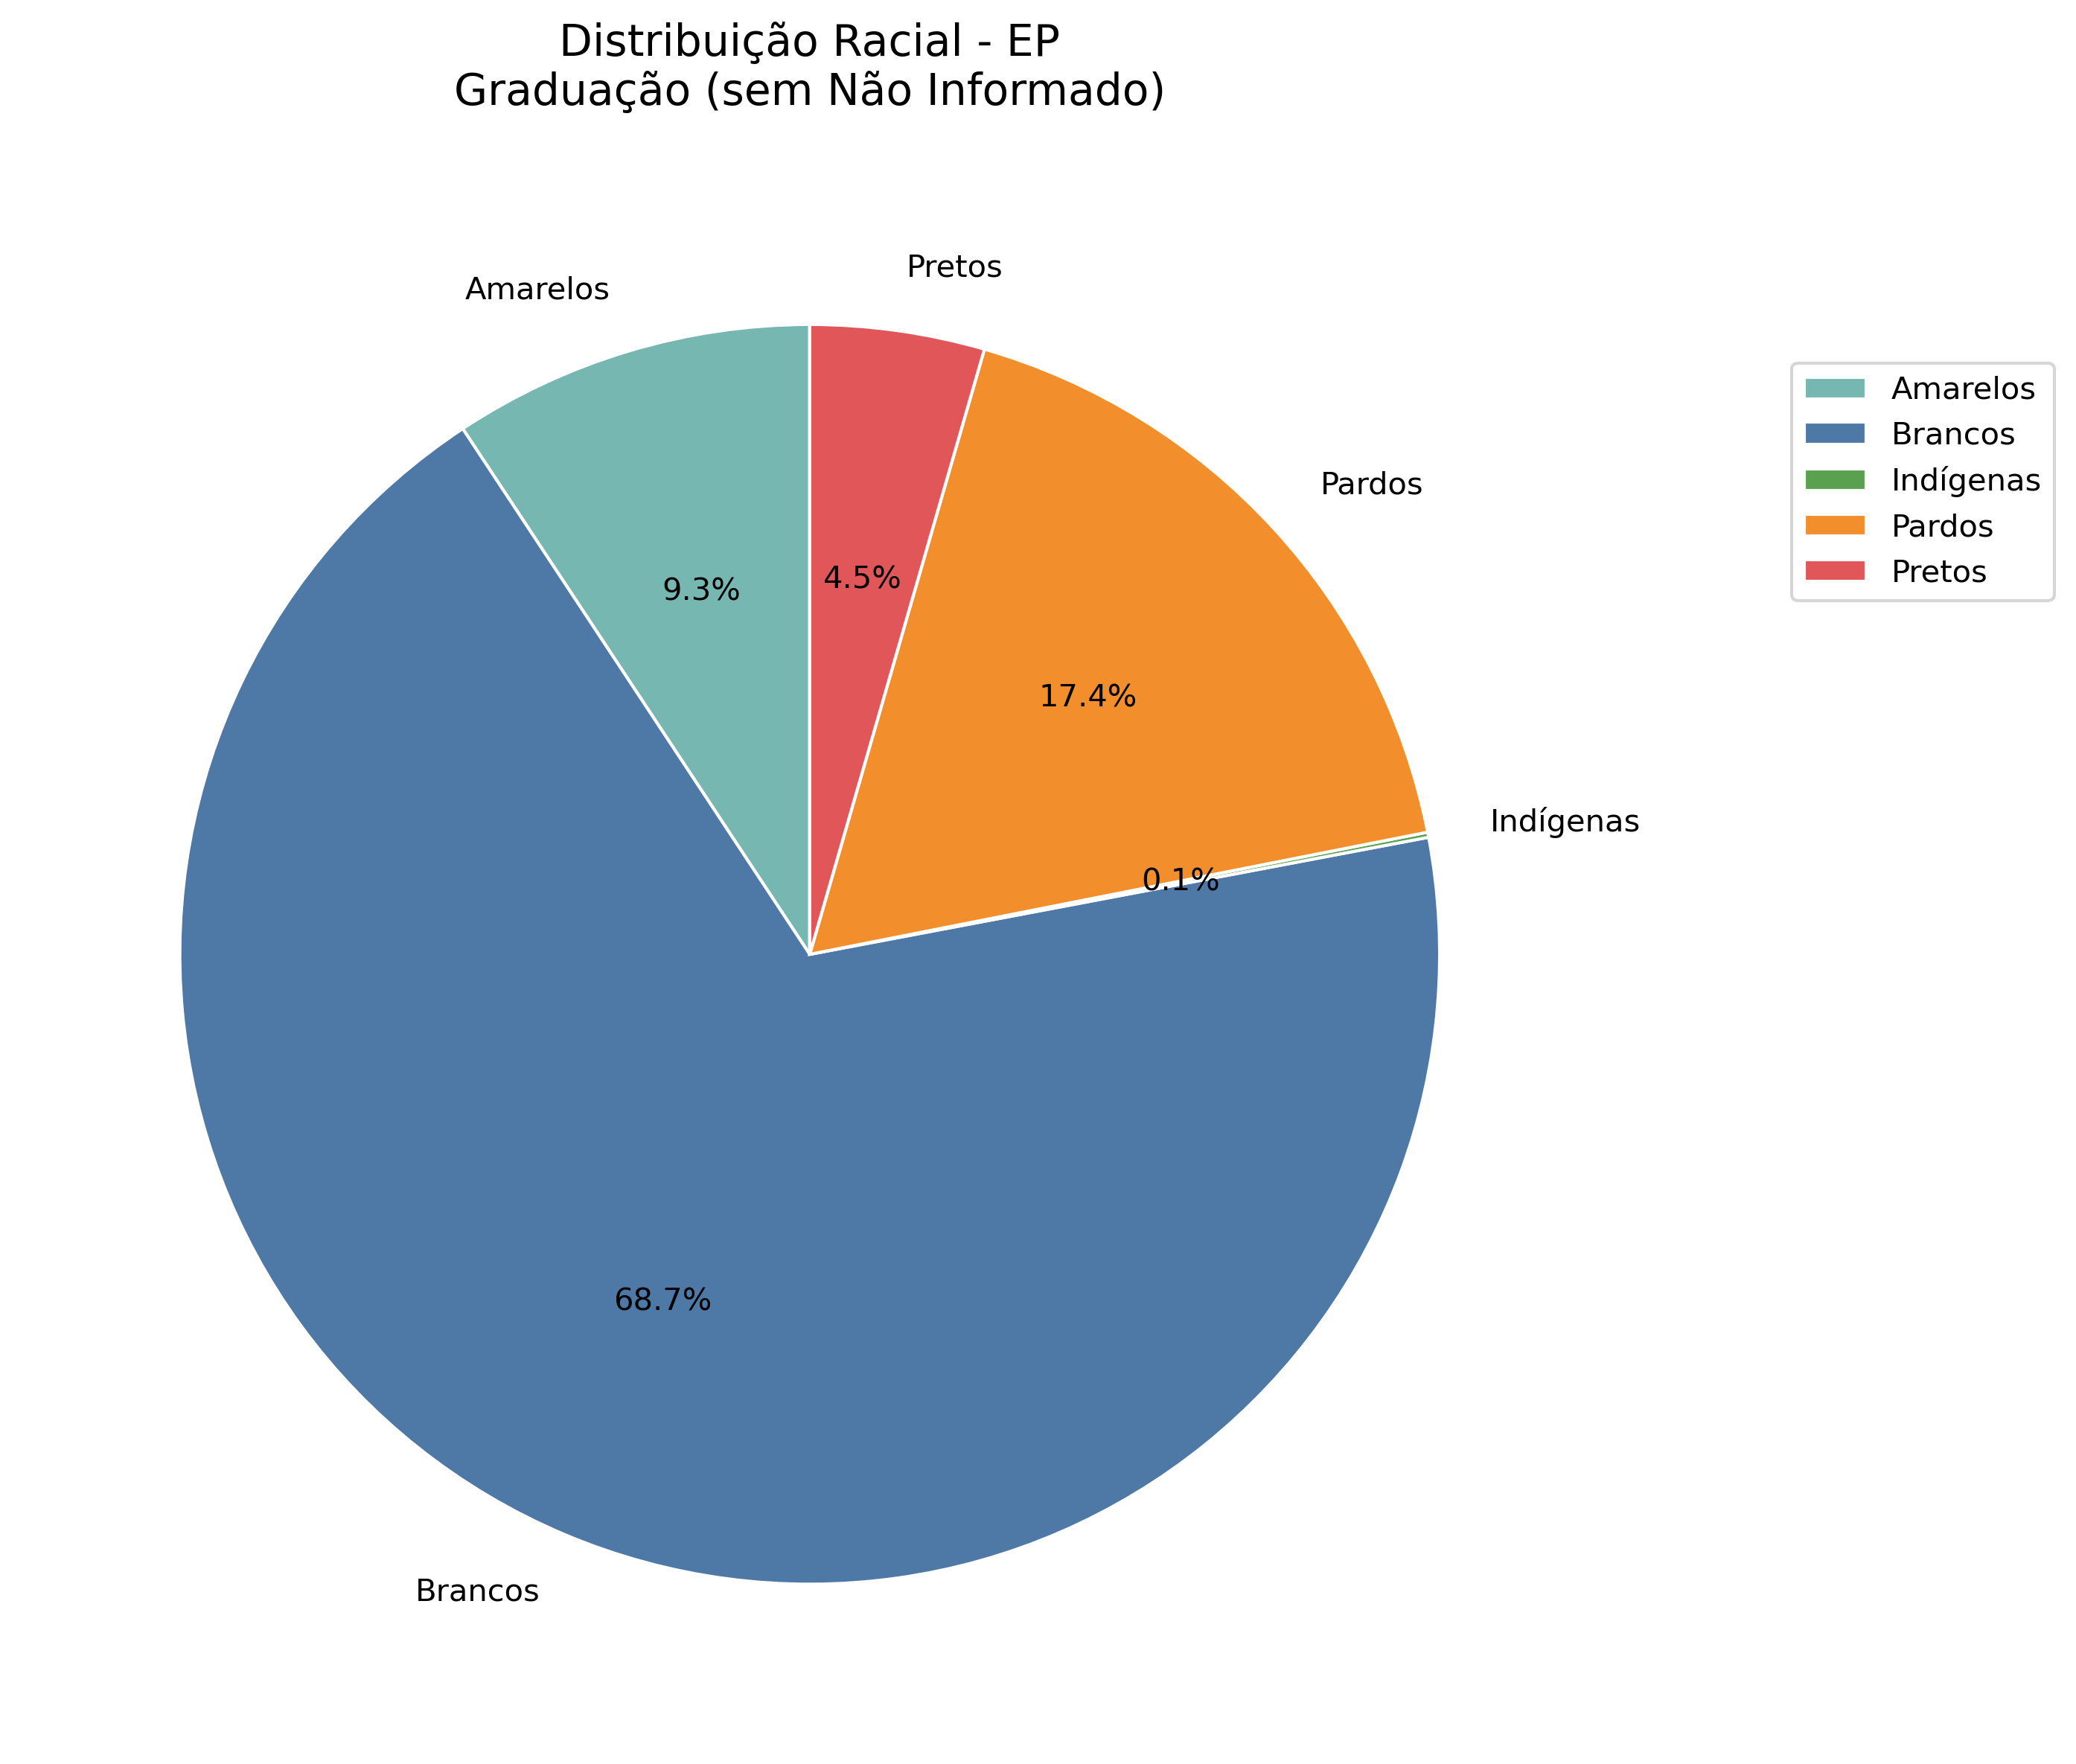 Distribuição Racial - EP
Graduação (sem Não Informado)
Pretos
Amarelos
Amarelos
Brancos
Indígenas
Pardos
Pretos
Pardos
4.5%
9.3%
17.4%
Indígenas
0.1%
68.7%
Brancos